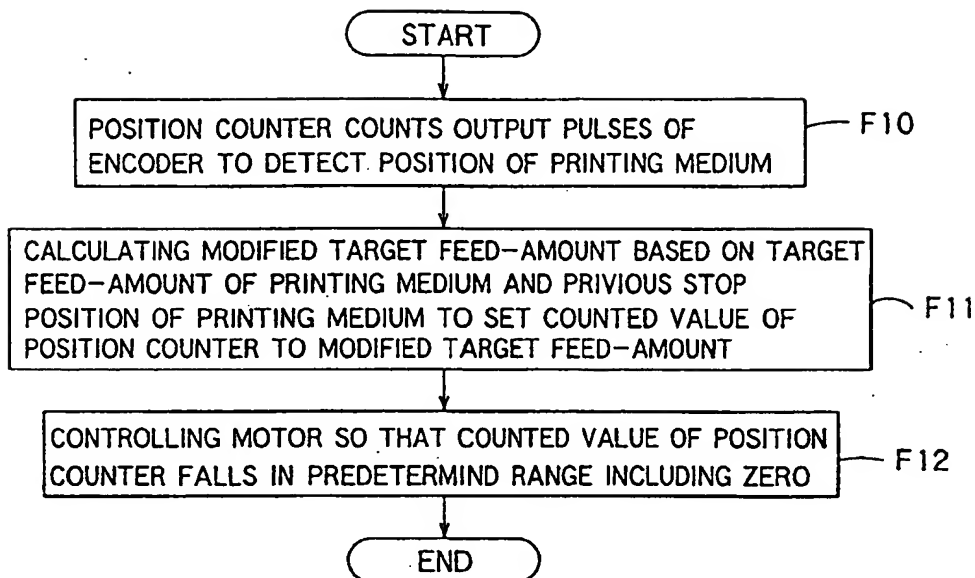 START
POSITION COUNTER COUNTS OUTPUT PULSES OF
ENCODER TO DETECT POSITION OF PRINTING MEDIUM
F10
CALCULATING MODIFIED TARGET FEED-AMOUNT BASED ON TARGET
FEED-AMOUNT OF PRINTING MEDIUM AND PRIVIOUS STOP
POSITION OF PRINTING MEDIUM TO SET COUNTED VALUE OF
POSITION COUNTER TO MODIFIED TARGET FEED-AMOUNT
F11
CONTROLLING MOTOR SO THAT COUNTED VALUE OF POSITION
COUNTER FALLS IN PREDETERMIND RANGE INCLUDING ZERO
F12
END